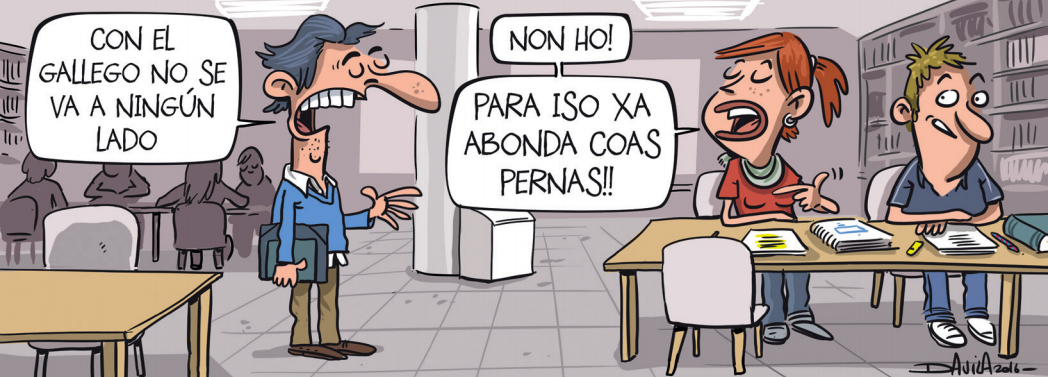 CON EL
GALLEGO NO SE
VA A NINGÚN
LADO
NON HO!
PARA ISO XA
ABONDA COAS
PERNAS!!
DAVILA 2016